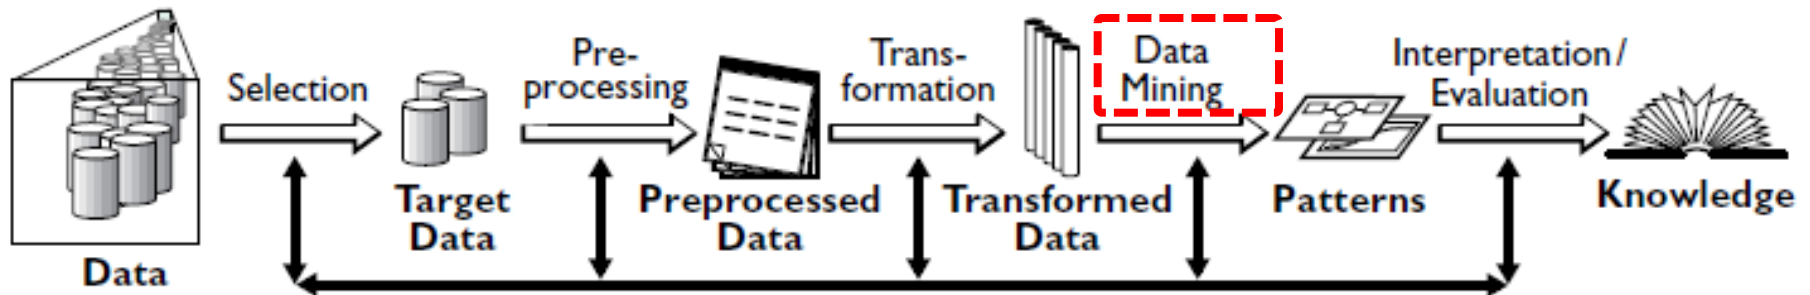 Data
Selection
Target
Data
Pre-
processing
Preprocessed
Data
Trans-
formation
Transformed
Data
Data
Mining
Patterns
Interpretation/
Evaluation
Knowledge